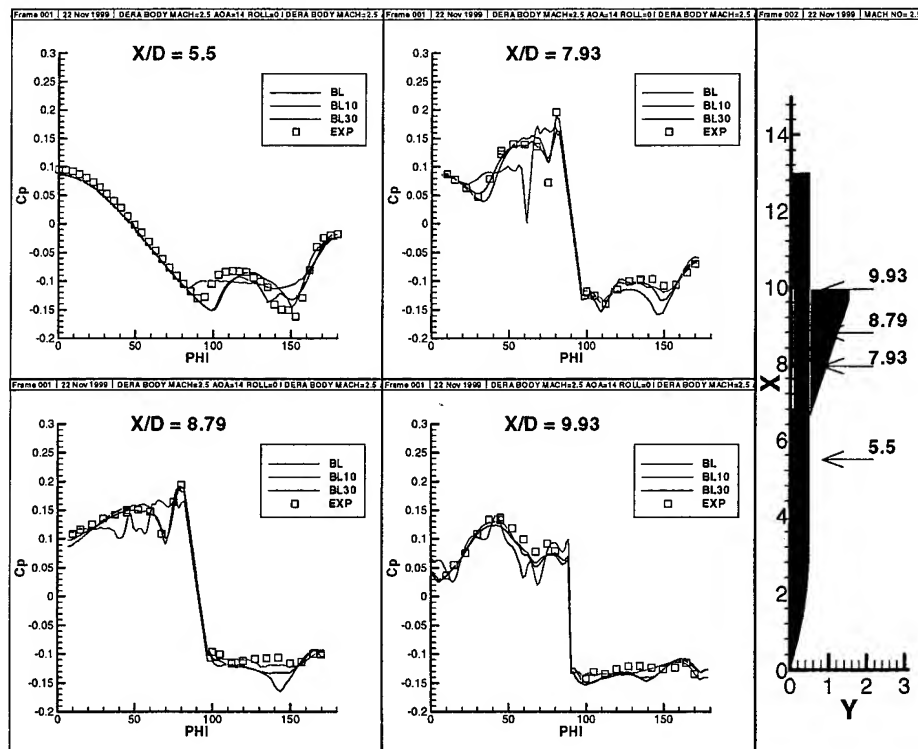 Frame 001 | 22 Nov 1999 | DERA BODY MACH=2.5 AOA=14 ROLL=0 | DERA BODY MACH=2.5
X/D = 5.5
0.3
0.25
0.2
0.15
0.1
0.05
0
-0.05
-0.1
-0.15
-0.2
Cp
BL
BL10
BL30
EXP
0
50
100
150
PHI
Frame 001 | 22 Nov 1999 | DERA BODY MACH=2.5 AOA=14 ROLL=0 | DERA BODY MACH=2.5
X/D = 7.93
0.3
0.25
0.2
0.15
0.1
0.05
0
-0.05
-0.1
-0.15
-0.2
Cp
BL
BL10
BL30
EXP
0
50
100
150
PHI
Frame 001 | 22 Nov 1999 | DERA BODY MACH=2.5 AOA=14 ROLL=0 | DERA BODY MACH=2.5
X/D = 8.79
0.3
0.25
0.2
0.15
0.1
0.05
0
-0.05
-0.1
-0.15
-0.2
Cp
BL
BL10
BL30
EXP
0
50
100
150
PHI
Frame 001 | 22 Nov 1999 | DERA BODY MACH=2.5 AOA=14 ROLL=0 | DERA BODY MACH=2.5
X/D = 9.93
0.3
0.25
0.2
0.15
0.1
0.05
0
-0.05
-0.1
-0.15
-0.2
Cp
BL
BL10
BL30
EXP
0
50
100
150
PHI
Frame 002 | 22 Nov 1999 | MACH NO= 2.5
14
12
10
8
6
4
2
0
X
9.93
8.79
7.93
5.5
0
1
2
3
Y